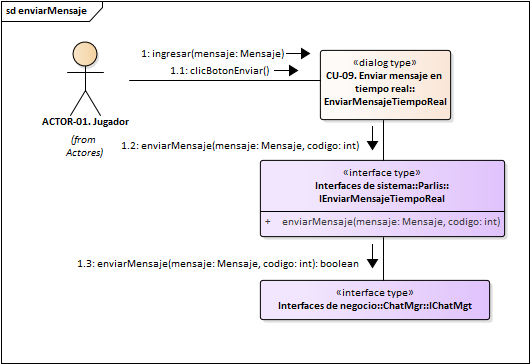 sd enviarMensaje
1: ingresar(mensaje: Mensaje)
1.1: clicBotonEnviar()
«dialog type»
CU-09. Enviar mensaje en
tiempo real::
EnviarMensajeTiempoReal
ACTOR-01. Jugador
(from
Actores)
1.2: enviarMensaje(mensaje: Mensaje, codigo: int)
«interface type»
Interfaces de sistema::Parlis::
IEnviarMensajeTiempoReal
+ enviarMensaje(mensaje: Mensaje, codigo: int)
1.3: enviarMensaje(mensaje: Mensaje, codigo: int): boolean
«interface type»
Interfaces de negocio::ChatMgr::IChatMgt